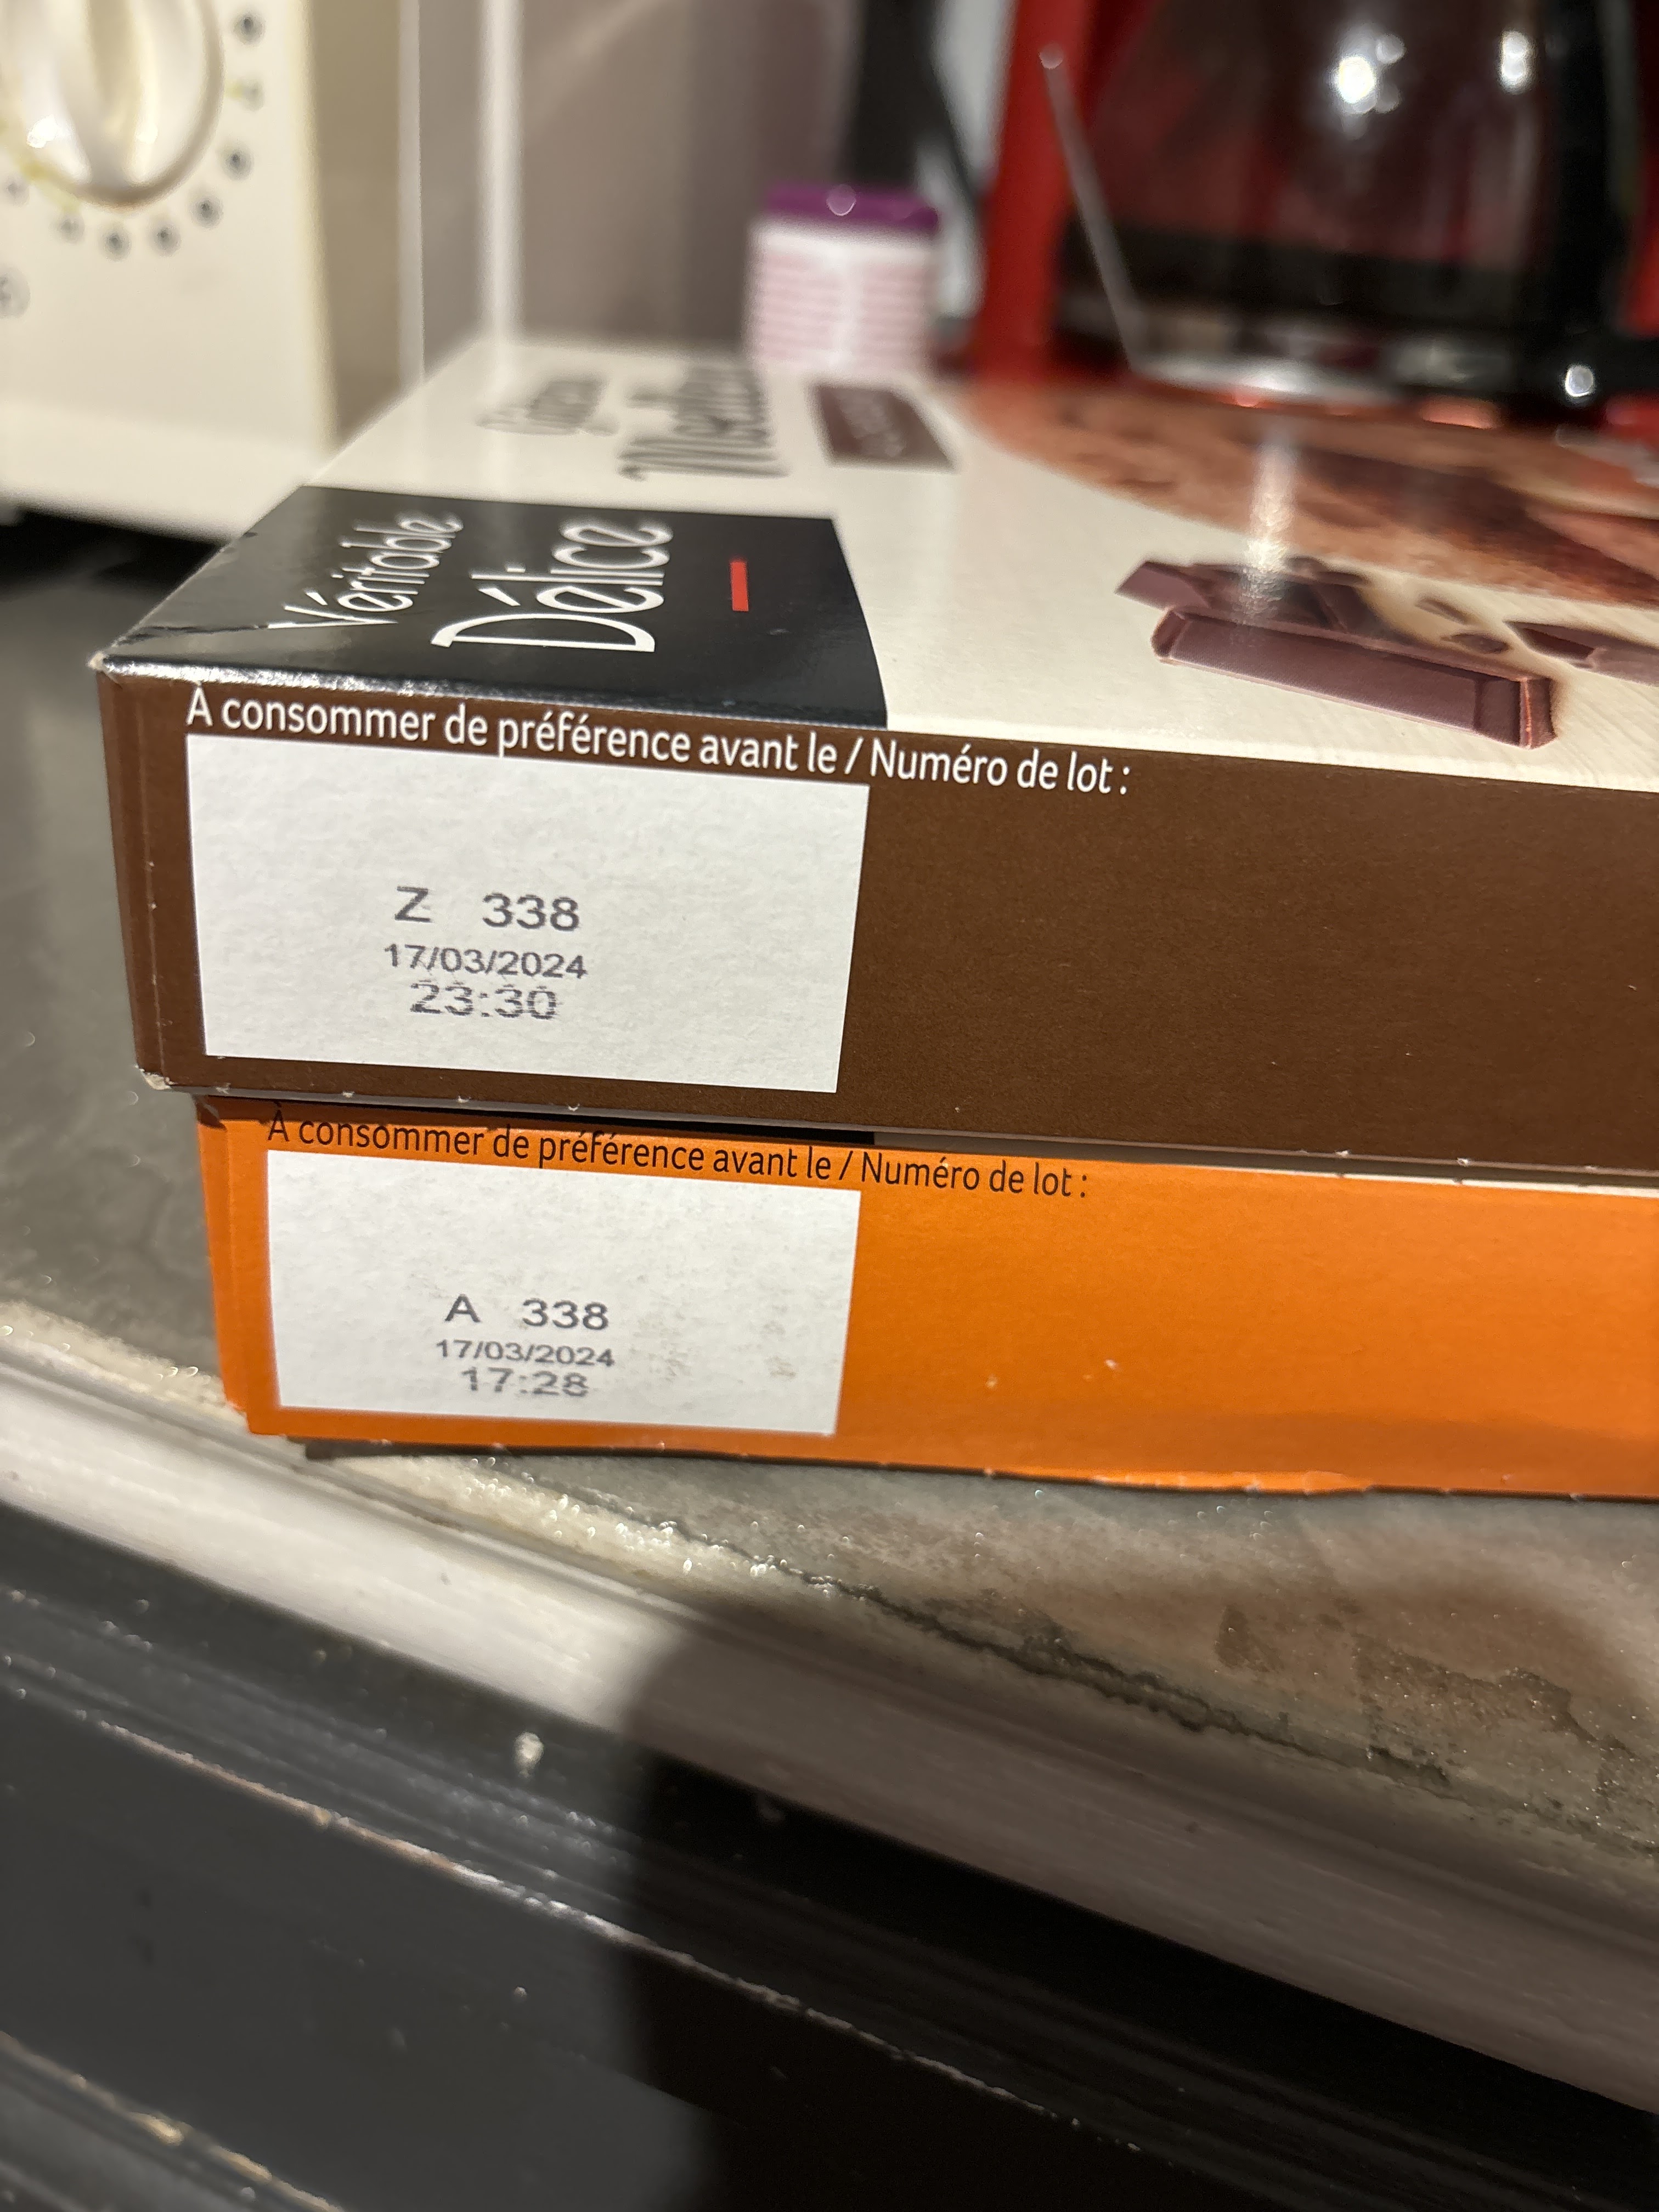 Véritable
Délice
À consommer de préférence avant le / Numéro de lot :
Z 338
17/03/2024
23:30
À consommer de préférence avant le / Numéro de lot :
A 338
17/03/2024
17:28